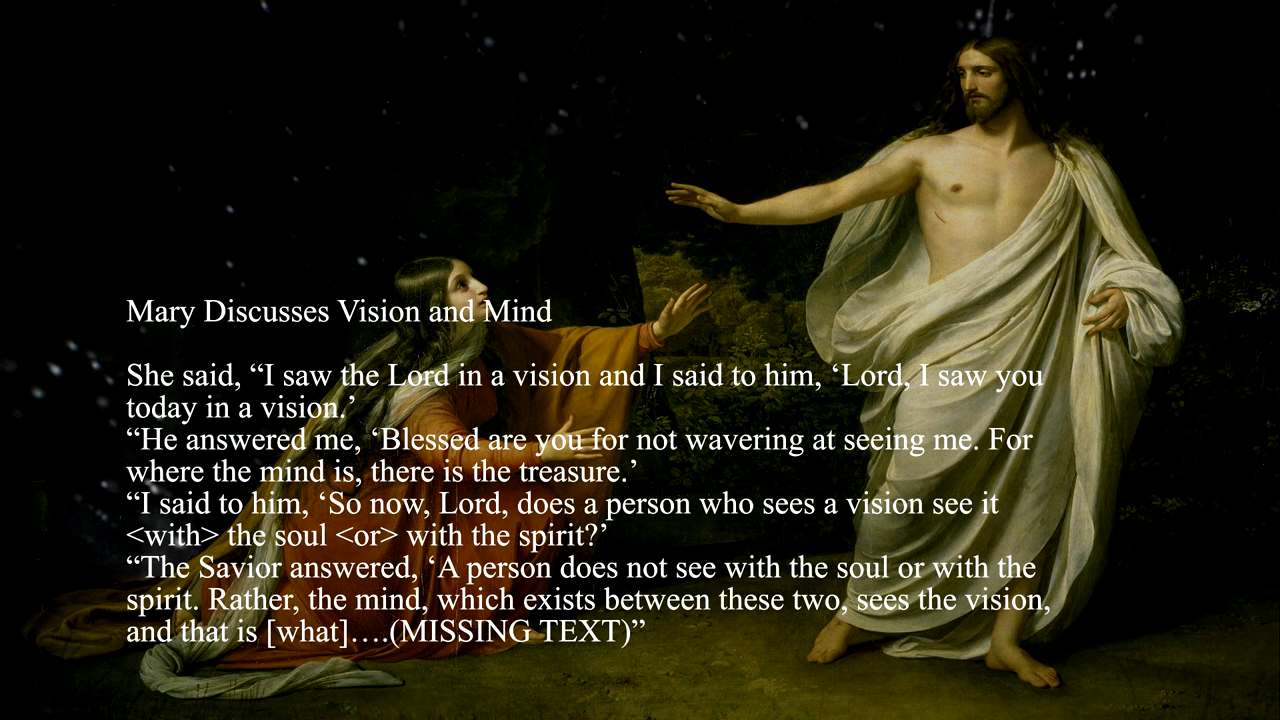 Mary Discusses Vision and Mind
She said, “I saw the Lord in a vision and I said to him, ‘Lord, I saw you
today in a vision.’
“He answered me, ‘Blessed are you for not wavering at seeing me. For
where the mind is, there is the treasure.’
“I said to him, ‘So now, Lord, does a person who sees a vision see it
<with> the soul <or> with the spirit?’
“The Savior answered, ‘A person does not see with the soul or with the
spirit. Rather, the mind, which exists between these two, sees the vision,
and that is [what]….(MISSING TEXT)”